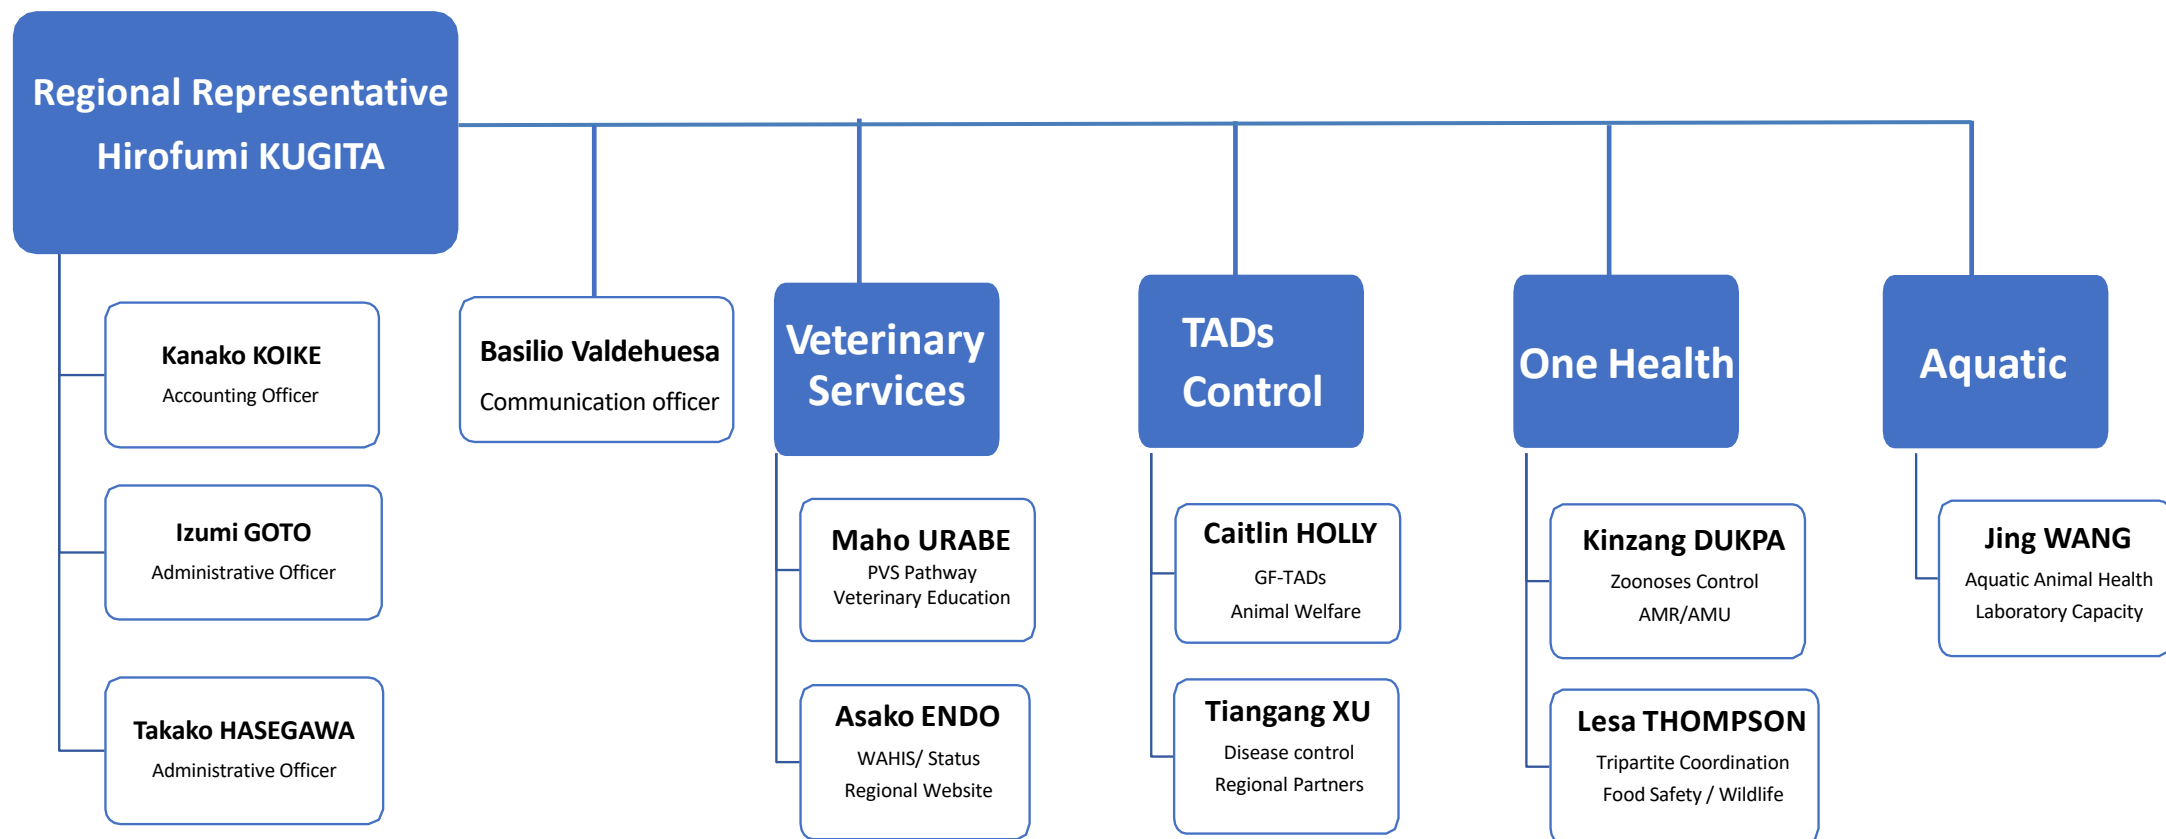 Regional Representative
Hirofumi KUGITA
Kanako KOIKE
Accounting Officer
Izumi GOTO
Administrative Officer
Takako HASEGAWA
Administrative Officer
Basilio Valdehuesa
Communication officer
Veterinary
Services
Maho URABE
PVS Pathway
Veterinary Education
Asako ENDO
WAHIS/ Status
Regional Website
TADs
Control
Caitlin HOLLY
GF-TADs
Animal Welfare
Tiangang XU
Disease control
Regional Partners
One Health
Kinzang DUKPA
Zoonoses Control
AMR/AMU
Lesa THOMPSON
Tripartite Coordination
Food Safety / Wildlife
Aquatic
Jing WANG
Aquatic Animal Health
Laboratory Capacity